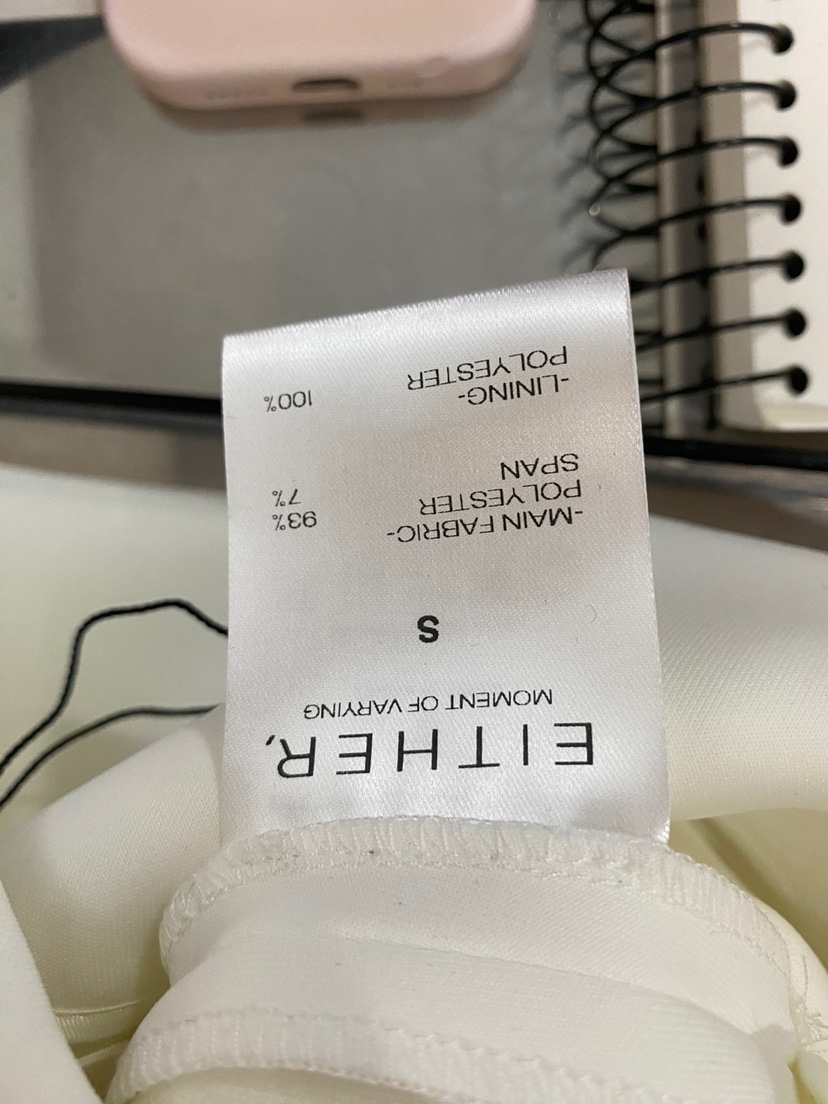 EITHER,
MOMENT OF VARYING
S
-MAIN FABRIC-
POLYESTER 93%
SPAN 7%
-LINING-
POLYESTER 100%